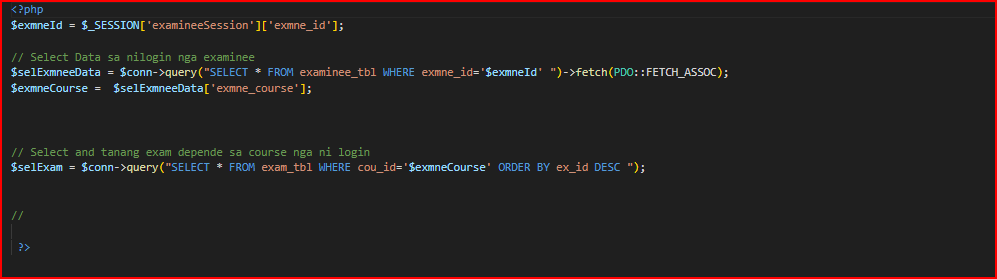 <?php
$exmneId = $_SESSION['examineeSession']['exmne_id'];
// Select Data sa nilogin nga examinee
$selExmneeData = $conn->query("SELECT * FROM examinee_tbl WHERE exmne_id='$exmneId' ")->fetch(PDO::FETCH_ASSOC);
$exmneCourse =  $selExmneeData['exmne_course'];
// Select and tanang exam depende sa course nga ni login
$selExam = $conn->query("SELECT * FROM exam_tbl WHERE cou_id='$exmneCourse' ORDER BY ex_id DESC ");
//
?>